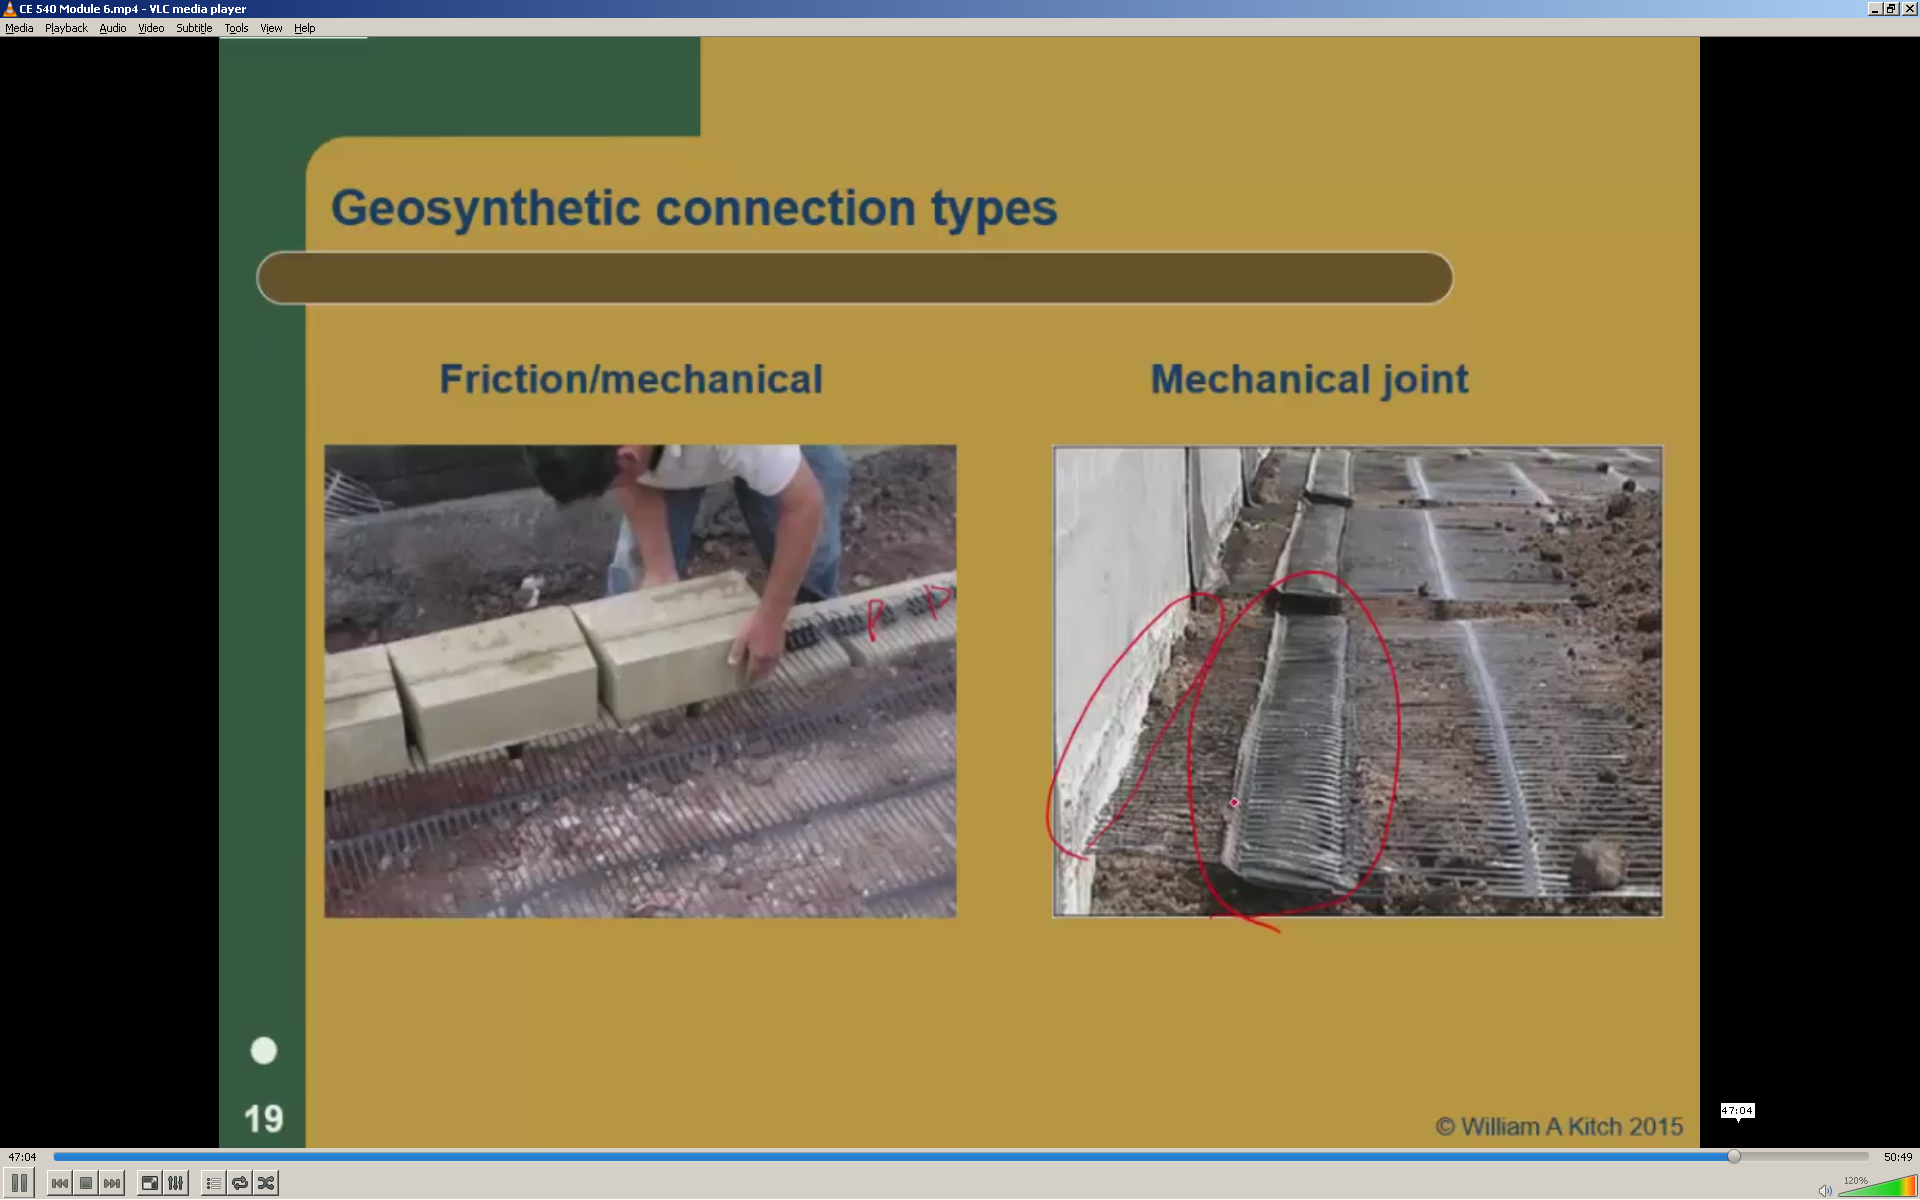 CE 540 Module 6.mp4 - VLC media player
Media Playback Audio Video Subtitle Tools View Help
Geosynthetic connection types
Friction/mechanical
Mechanical joint
P P
19
© William A Kitch 2015
47:04
47:04
50:49
120%